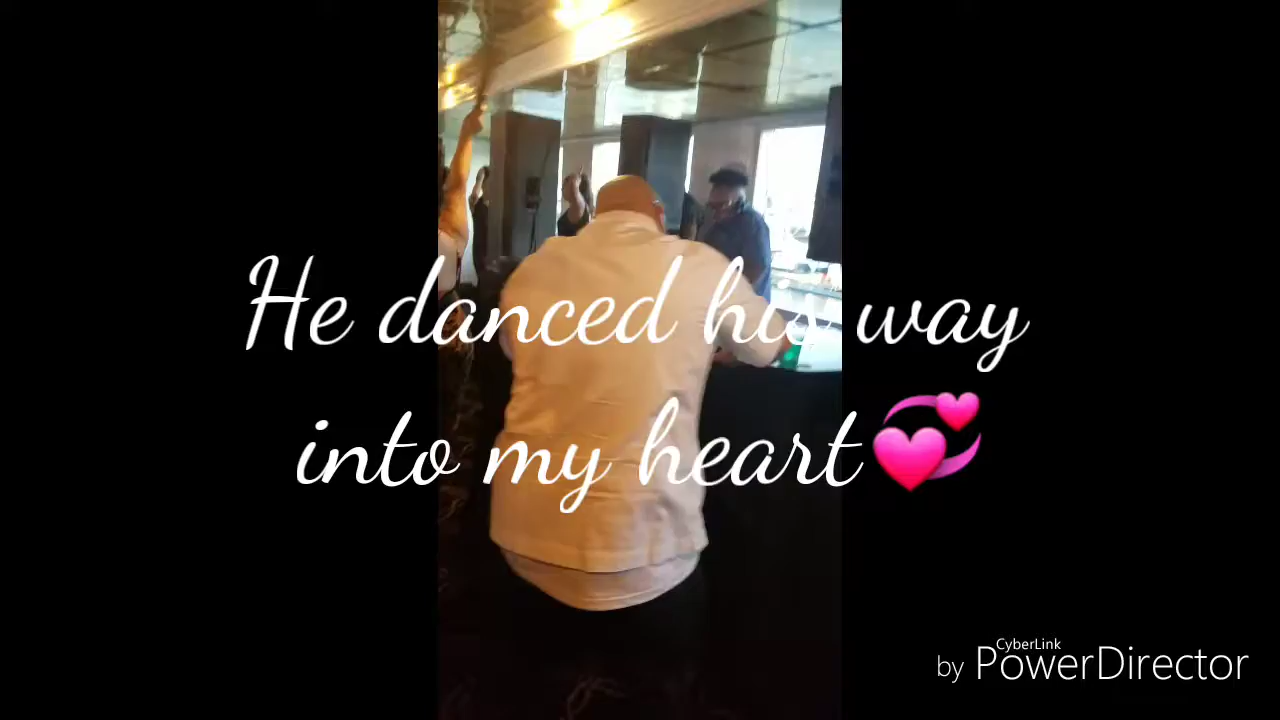 He danced his way
into my heart💞
CyberLink
by PowerDirector